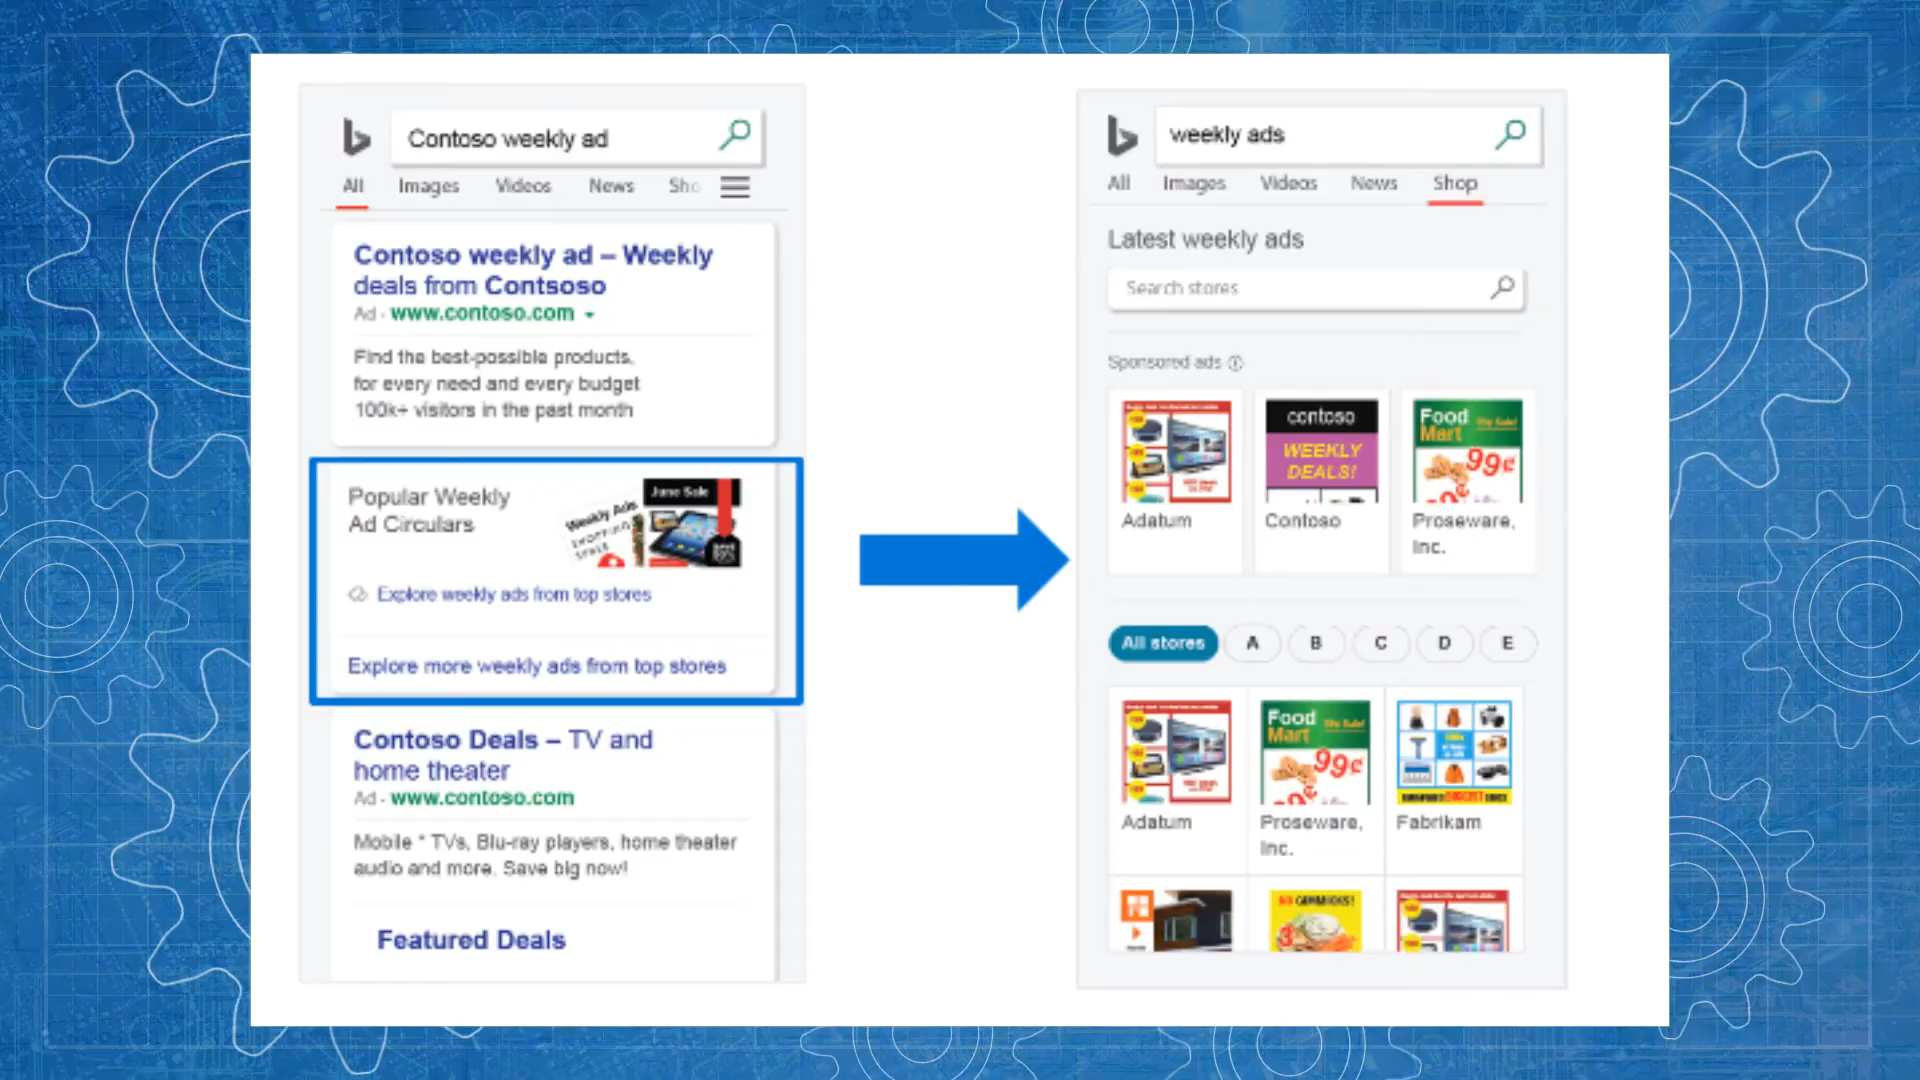 Contoso weekly ad
All Images Videos News Sho
Contoso weekly ad – Weekly
deals from Contsoso
Ad - www.contoso.com
Find the best-possible products,
for every need and every budget
100k+ visitors in the past month
Popular Weekly
Ad Circulars
Weekly Ads
SHOPPING
SPREE
June Sale
Explore weekly ads from top stores
Explore more weekly ads from top stores
Contoso Deals – TV and
home theater
Ad - www.contoso.com
Mobile * TVs, Blu-ray players, home theater
audio and more. Save big now!
Featured Deals
weekly ads
All Images Videos News Shop
Latest weekly ads
Search stores
Sponsored ads
contoso
WEEKLY
DEALS!
Food
Mart
99¢
Adatum
Contoso
Proseware,
Inc.
All stores A B C D E
Food
Mart
99¢
Adatum
Proseware,
Inc.
Fabrikam